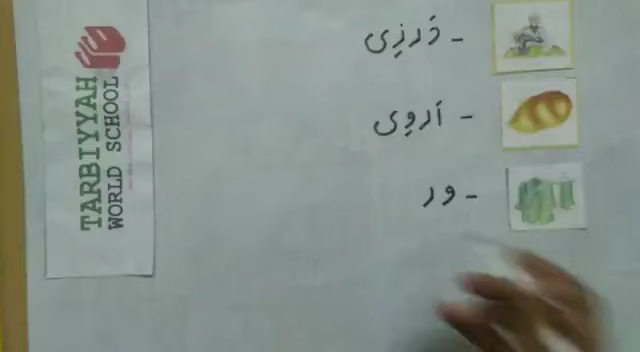 TARBIYYAH
WORLD SCHOOL
- دَرزِی
- اَروِی
- ور